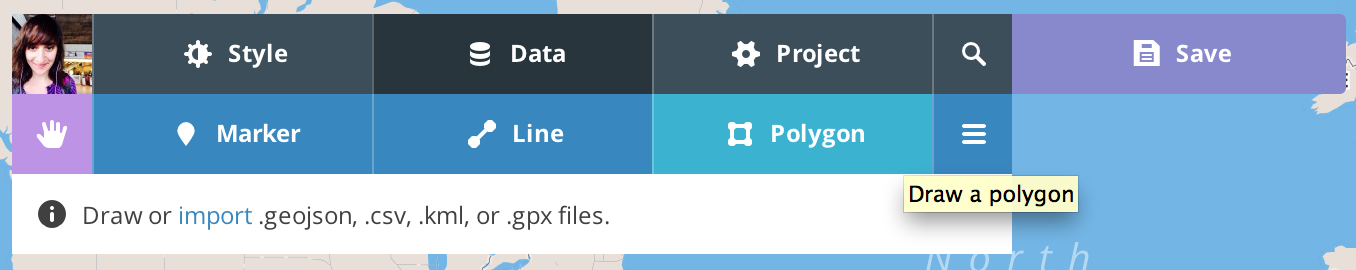 Style Data Project Save
Marker Line Polygon
Draw a polygon
Draw or import .geojson, .csv, .kml, or .gpx files.
North